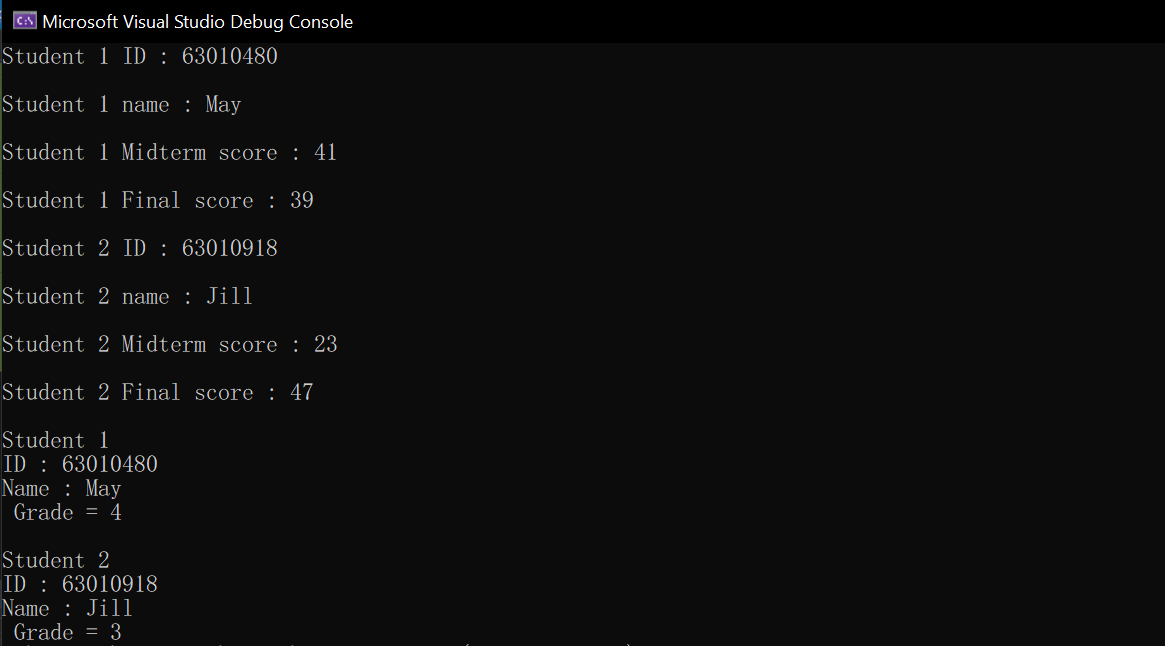 Microsoft Visual Studio Debug Console
Student 1 ID : 63010480
Student 1 name : May
Student 1 Midterm score : 41
Student 1 Final score : 39
Student 2 ID : 63010918
Student 2 name : Jill
Student 2 Midterm score : 23
Student 2 Final score : 47
Student 1
ID : 63010480
Name : May
Grade = 4
Student 2
ID : 63010918
Name : Jill
Grade = 3